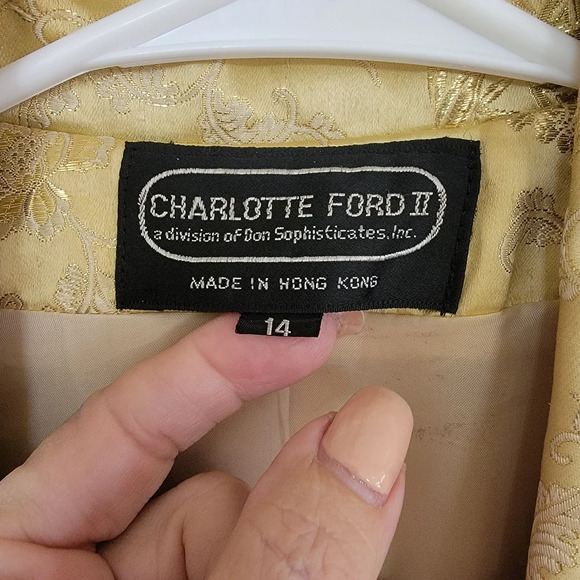 CHARLOTTE FORD II
a division of Don Sophisticates, Inc.
MADE IN HONG KONG
14